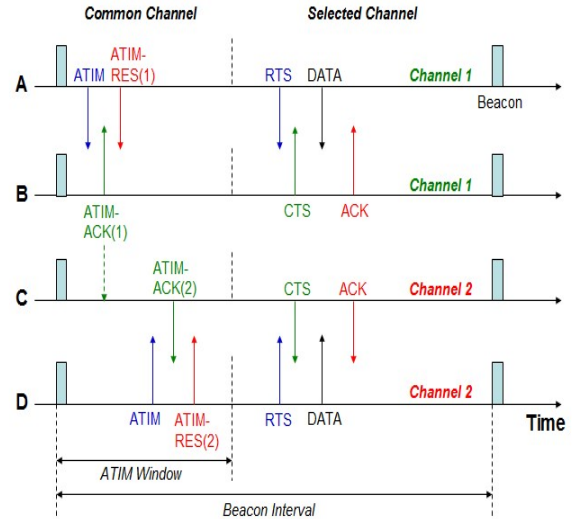 Common Channel
Selected Channel
ATIM
ATIM-
RES(1)
RTS
DATA
Channel 1
A
Beacon
Channel 1
B
ATIM-
ACK(1)
CTS
ACK
ATIM-
ACK(2)
CTS
ACK
Channel 2
C
Channel 2
D
ATIM
ATIM-
RES(2)
RTS
DATA
Time
ATIM Window
Beacon Interval